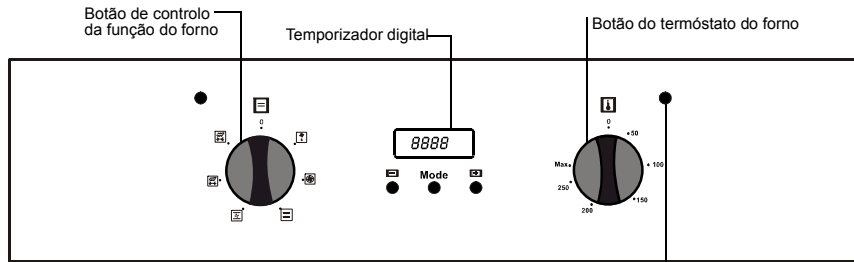 Botão de controlo
da função do forno
Temporizador digital
Botão do termóstato do forno
0
8888
Mode
0
50
100
150
200
250
Max.